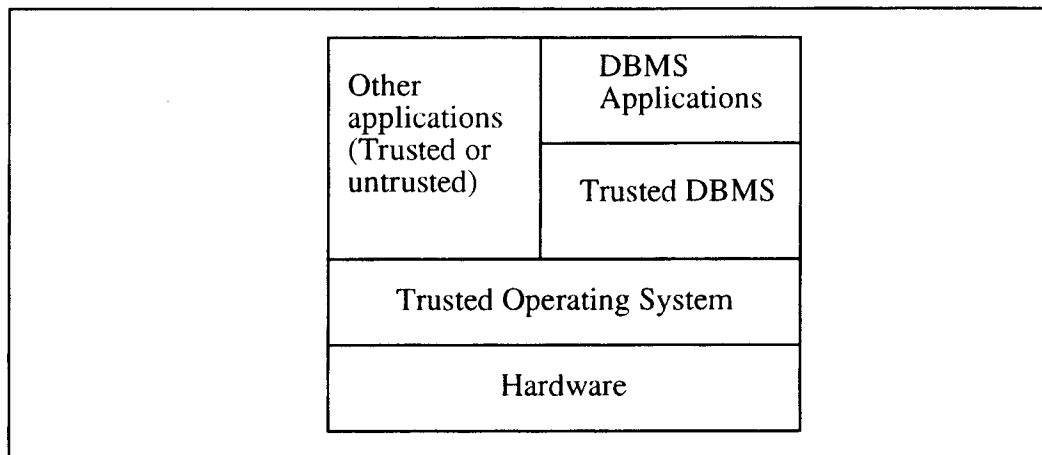 Other
applications
(Trusted or
untrusted)
DBMS
Applications
Trusted DBMS
Trusted Operating System
Hardware